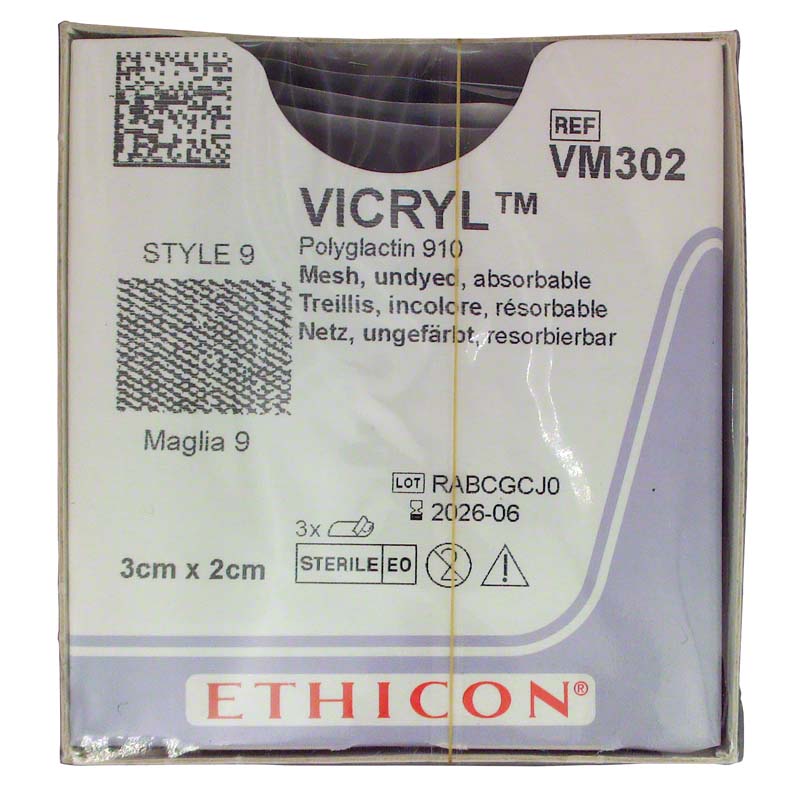 REF
VM302
VICRYL™
Polyglactin 910
Mesh, undyed, absorbable
Treillis, incolore, résorbable
Netz, ungefärbt, resorbierbar
STYLE 9
Maglia 9
LOT RABCGCJ0
2026-06
3x
3cm x 2cm
STERILE EO
2
!
ETHICON®